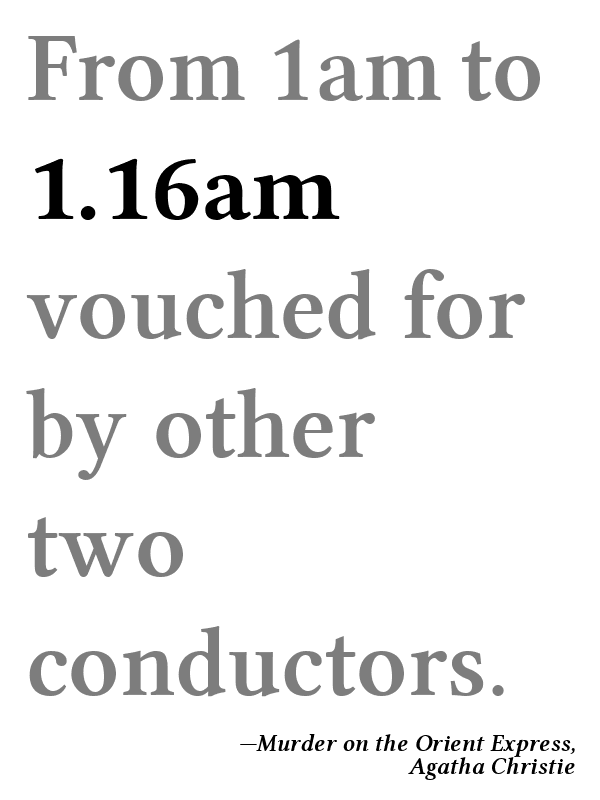 From 1am to
1.16am
vouched for
by other
two
conductors.
—Murder on the Orient Express,
Agatha Christie